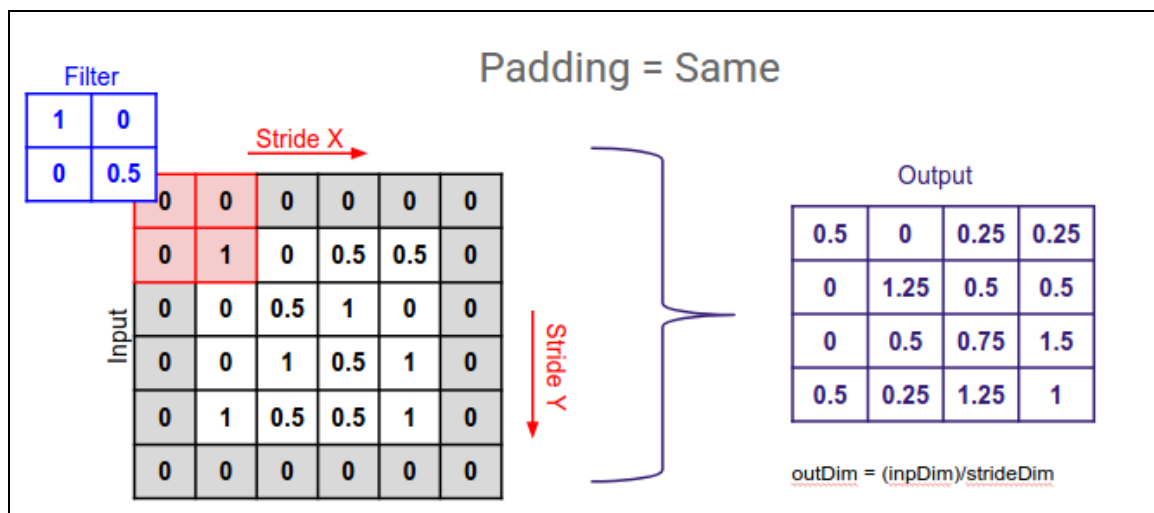 Padding = Same
Filter
1 0
0 0.5
Stride X
Input
0 0 0 0 0 0
0 1 0 0.5 0.5 0
0 0 0.5 1 0 0
0 0 1 0.5 1 0
0 1 0.5 0.5 1 0
0 0 0 0 0 0
Stride Y
Output
0.5 0 0.25 0.25
0 1.25 0.5 0.5
0 0.5 0.75 1.5
0.5 0.25 1.25 1
outDim = (inpDim)/strideDim